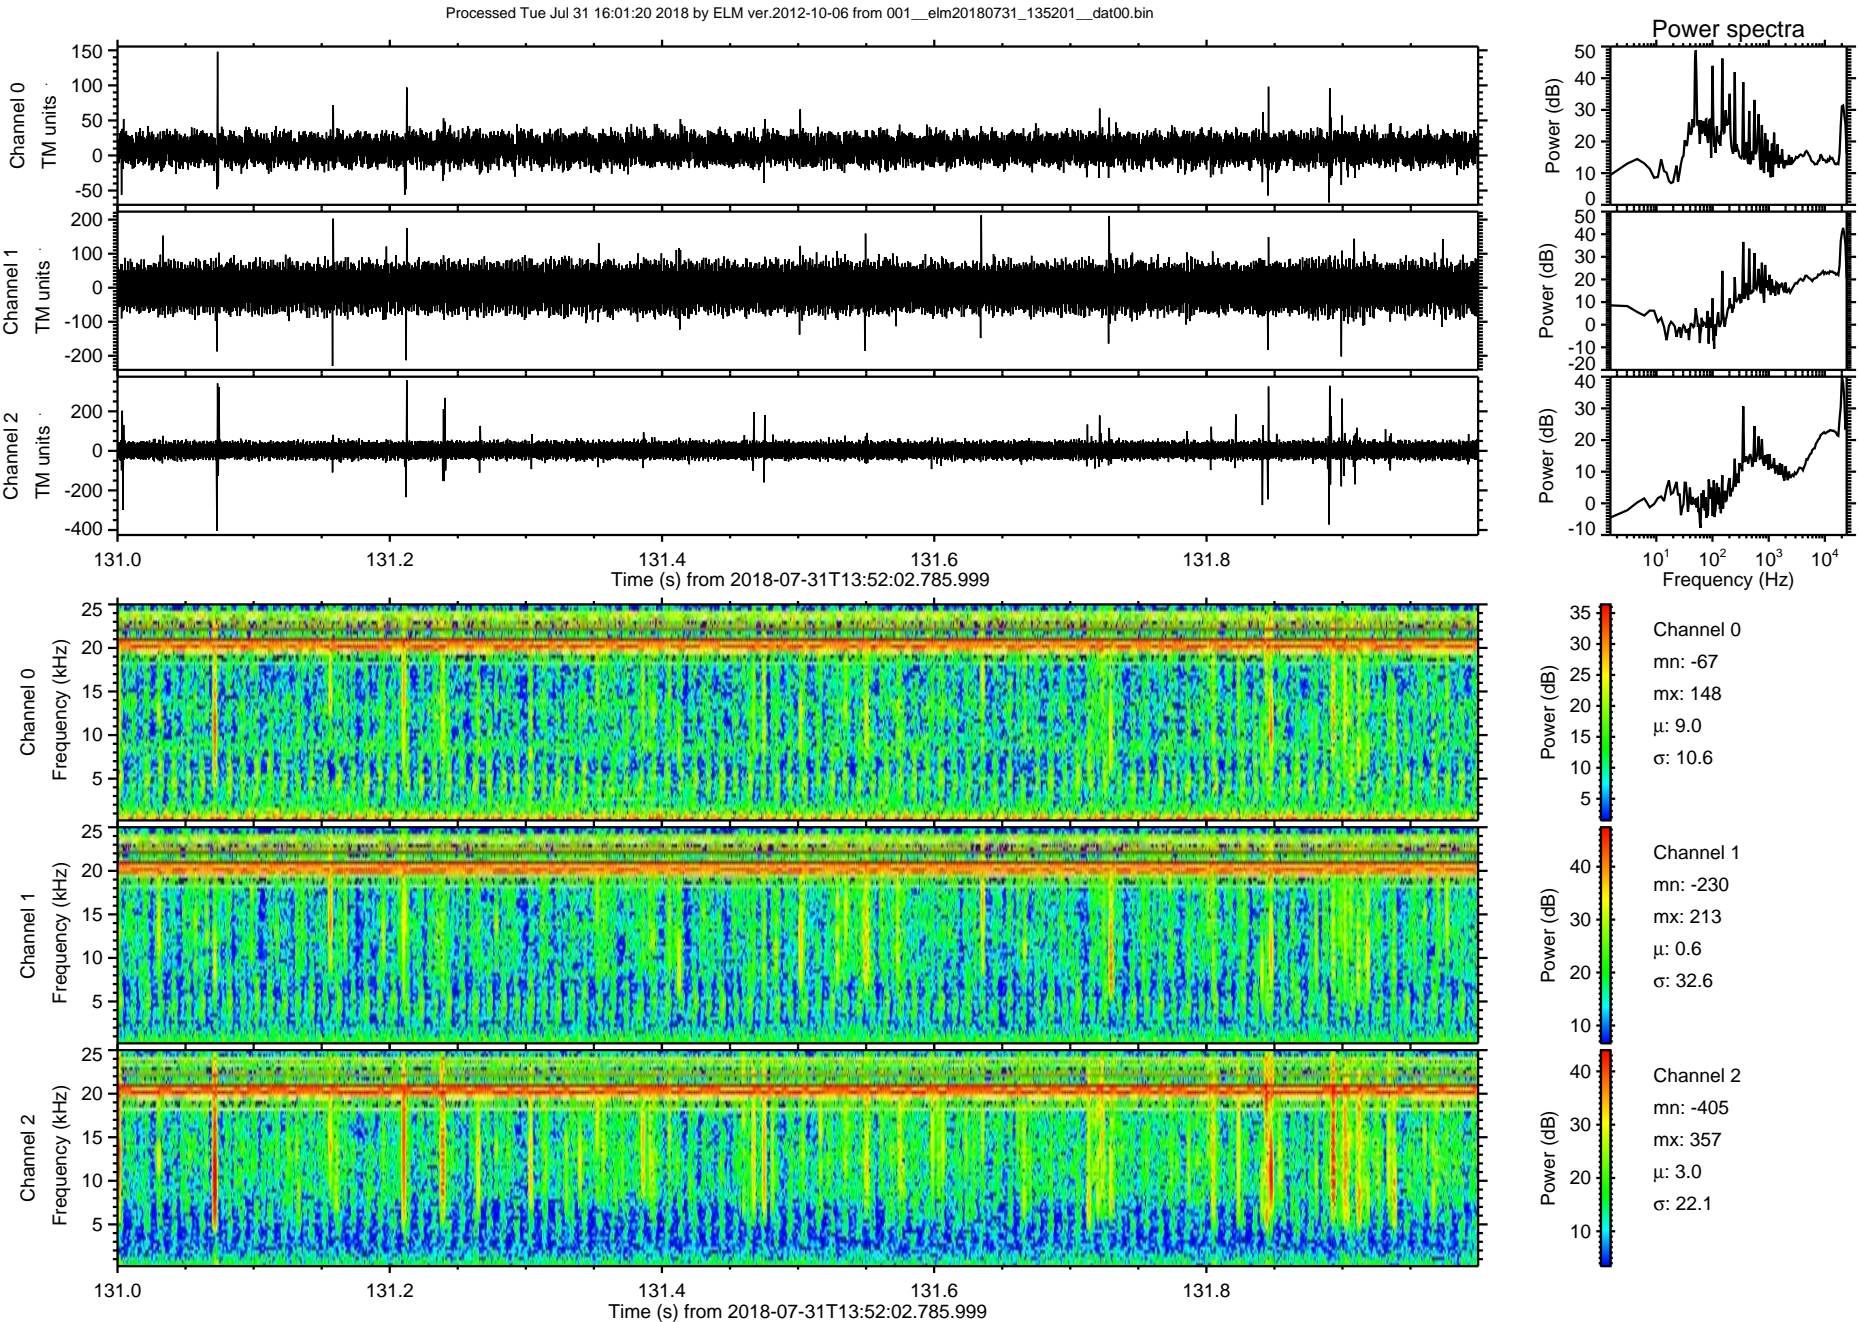 Processed Tue Jul 31 16:01:20 2018 by ELM ver.2012-10-06 from 001__elm20180731_135201__dat00.bin
Power spectra
Channel 0
TM units
150
100
50
0
-50
Power (dB)
50
40
30
20
10
0
Channel 1
TM units
200
100
0
-100
-200
Power (dB)
50
40
30
20
10
0
-10
-20
Channel 2
TM units
200
0
-200
-400
Power (dB)
40
30
20
10
0
-10
131.0 131.2 131.4 131.6 131.8
Time (s) from 2018-07-31T13:52:02.785.999
10^1 10^2 10^3 10^4
Frequency (Hz)
Channel 0
Frequency (kHz)
25
20
15
10
5
Power (dB)
35
30
25
20
15
10
5
Channel 0
mn: -67
mx: 148
μ: 9.0
σ: 10.6
Channel 1
Frequency (kHz)
25
20
15
10
5
Power (dB)
40
30
20
10
Channel 1
mn: -230
mx: 213
μ: 0.6
σ: 32.6
Channel 2
Frequency (kHz)
25
20
15
10
5
Power (dB)
40
30
20
10
Channel 2
mn: -405
mx: 357
μ: 3.0
σ: 22.1
131.0 131.2 131.4 131.6 131.8
Time (s) from 2018-07-31T13:52:02.785.999